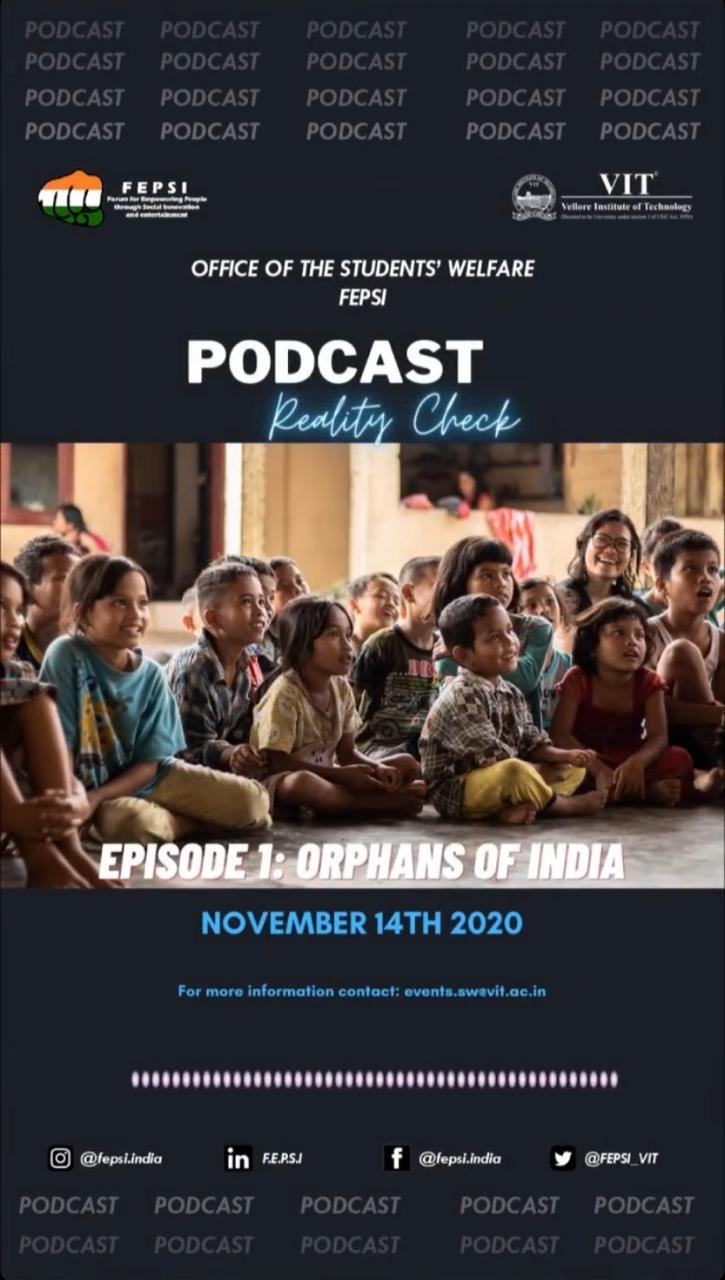 PODCAST PODCAST PODCAST PODCAST PODCAST
PODCAST PODCAST PODCAST PODCAST PODCAST
PODCAST PODCAST PODCAST PODCAST PODCAST
PODCAST PODCAST PODCAST PODCAST PODCAST
FEPSI
Forum for Empowering People
through Social Innovation
and entertainment
VIT
VIT®
Vellore Institute of Technology
(Deemed to be University under section 3 of UGC Act, 1956)
OFFICE OF THE STUDENTS' WELFARE
FEPSI
PODCAST
Reality Check
EPISODE 1: ORPHANS OF INDIA
NOVEMBER 14TH 2020
For more information contact: events.sw@vit.ac.in
@fepsi.india F.E.P.S.I @fepsi.india @FEPSI_VIT
PODCAST PODCAST PODCAST PODCAST PODCAST
PODCAST PODCAST PODCAST PODCAST PODCAST